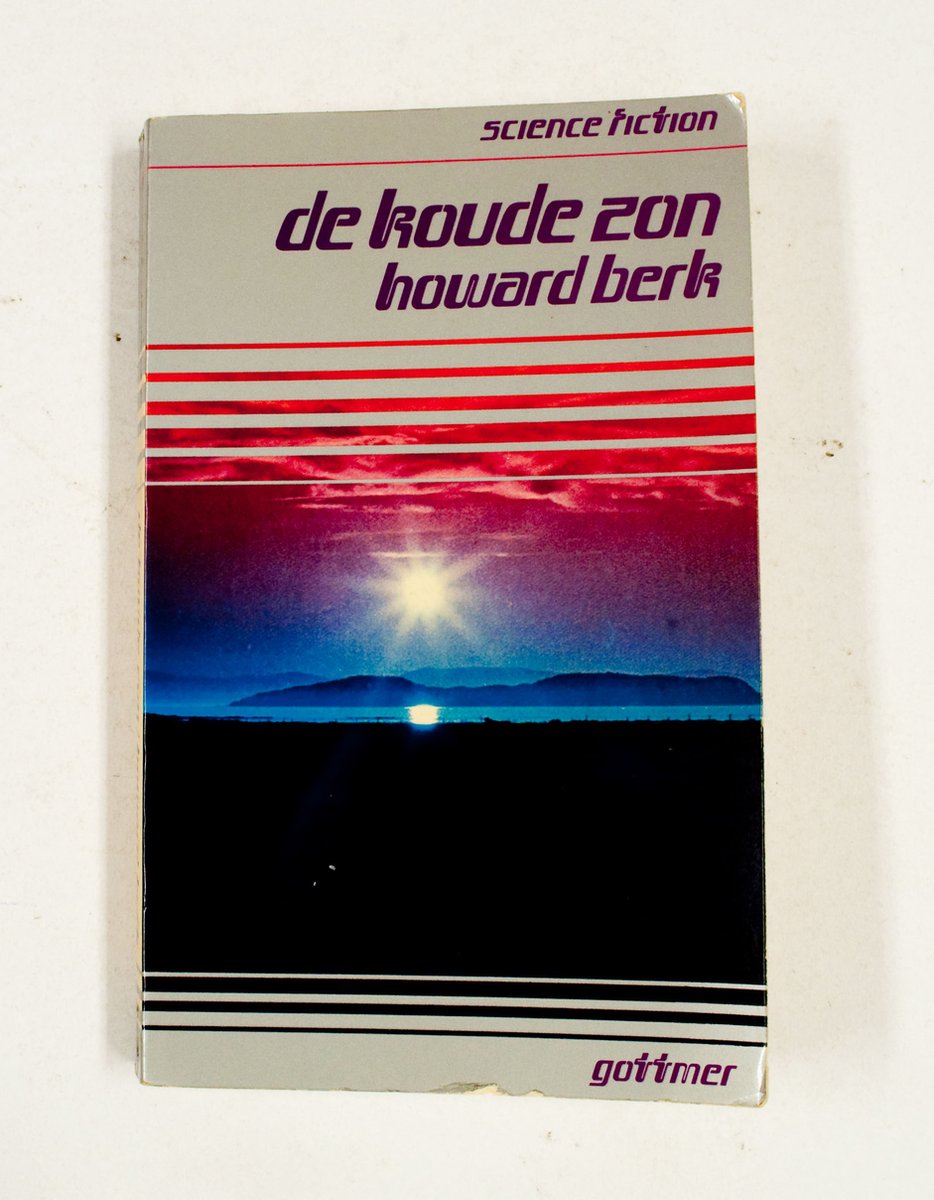 science fiction
de koude zon
howard berk
gottmer